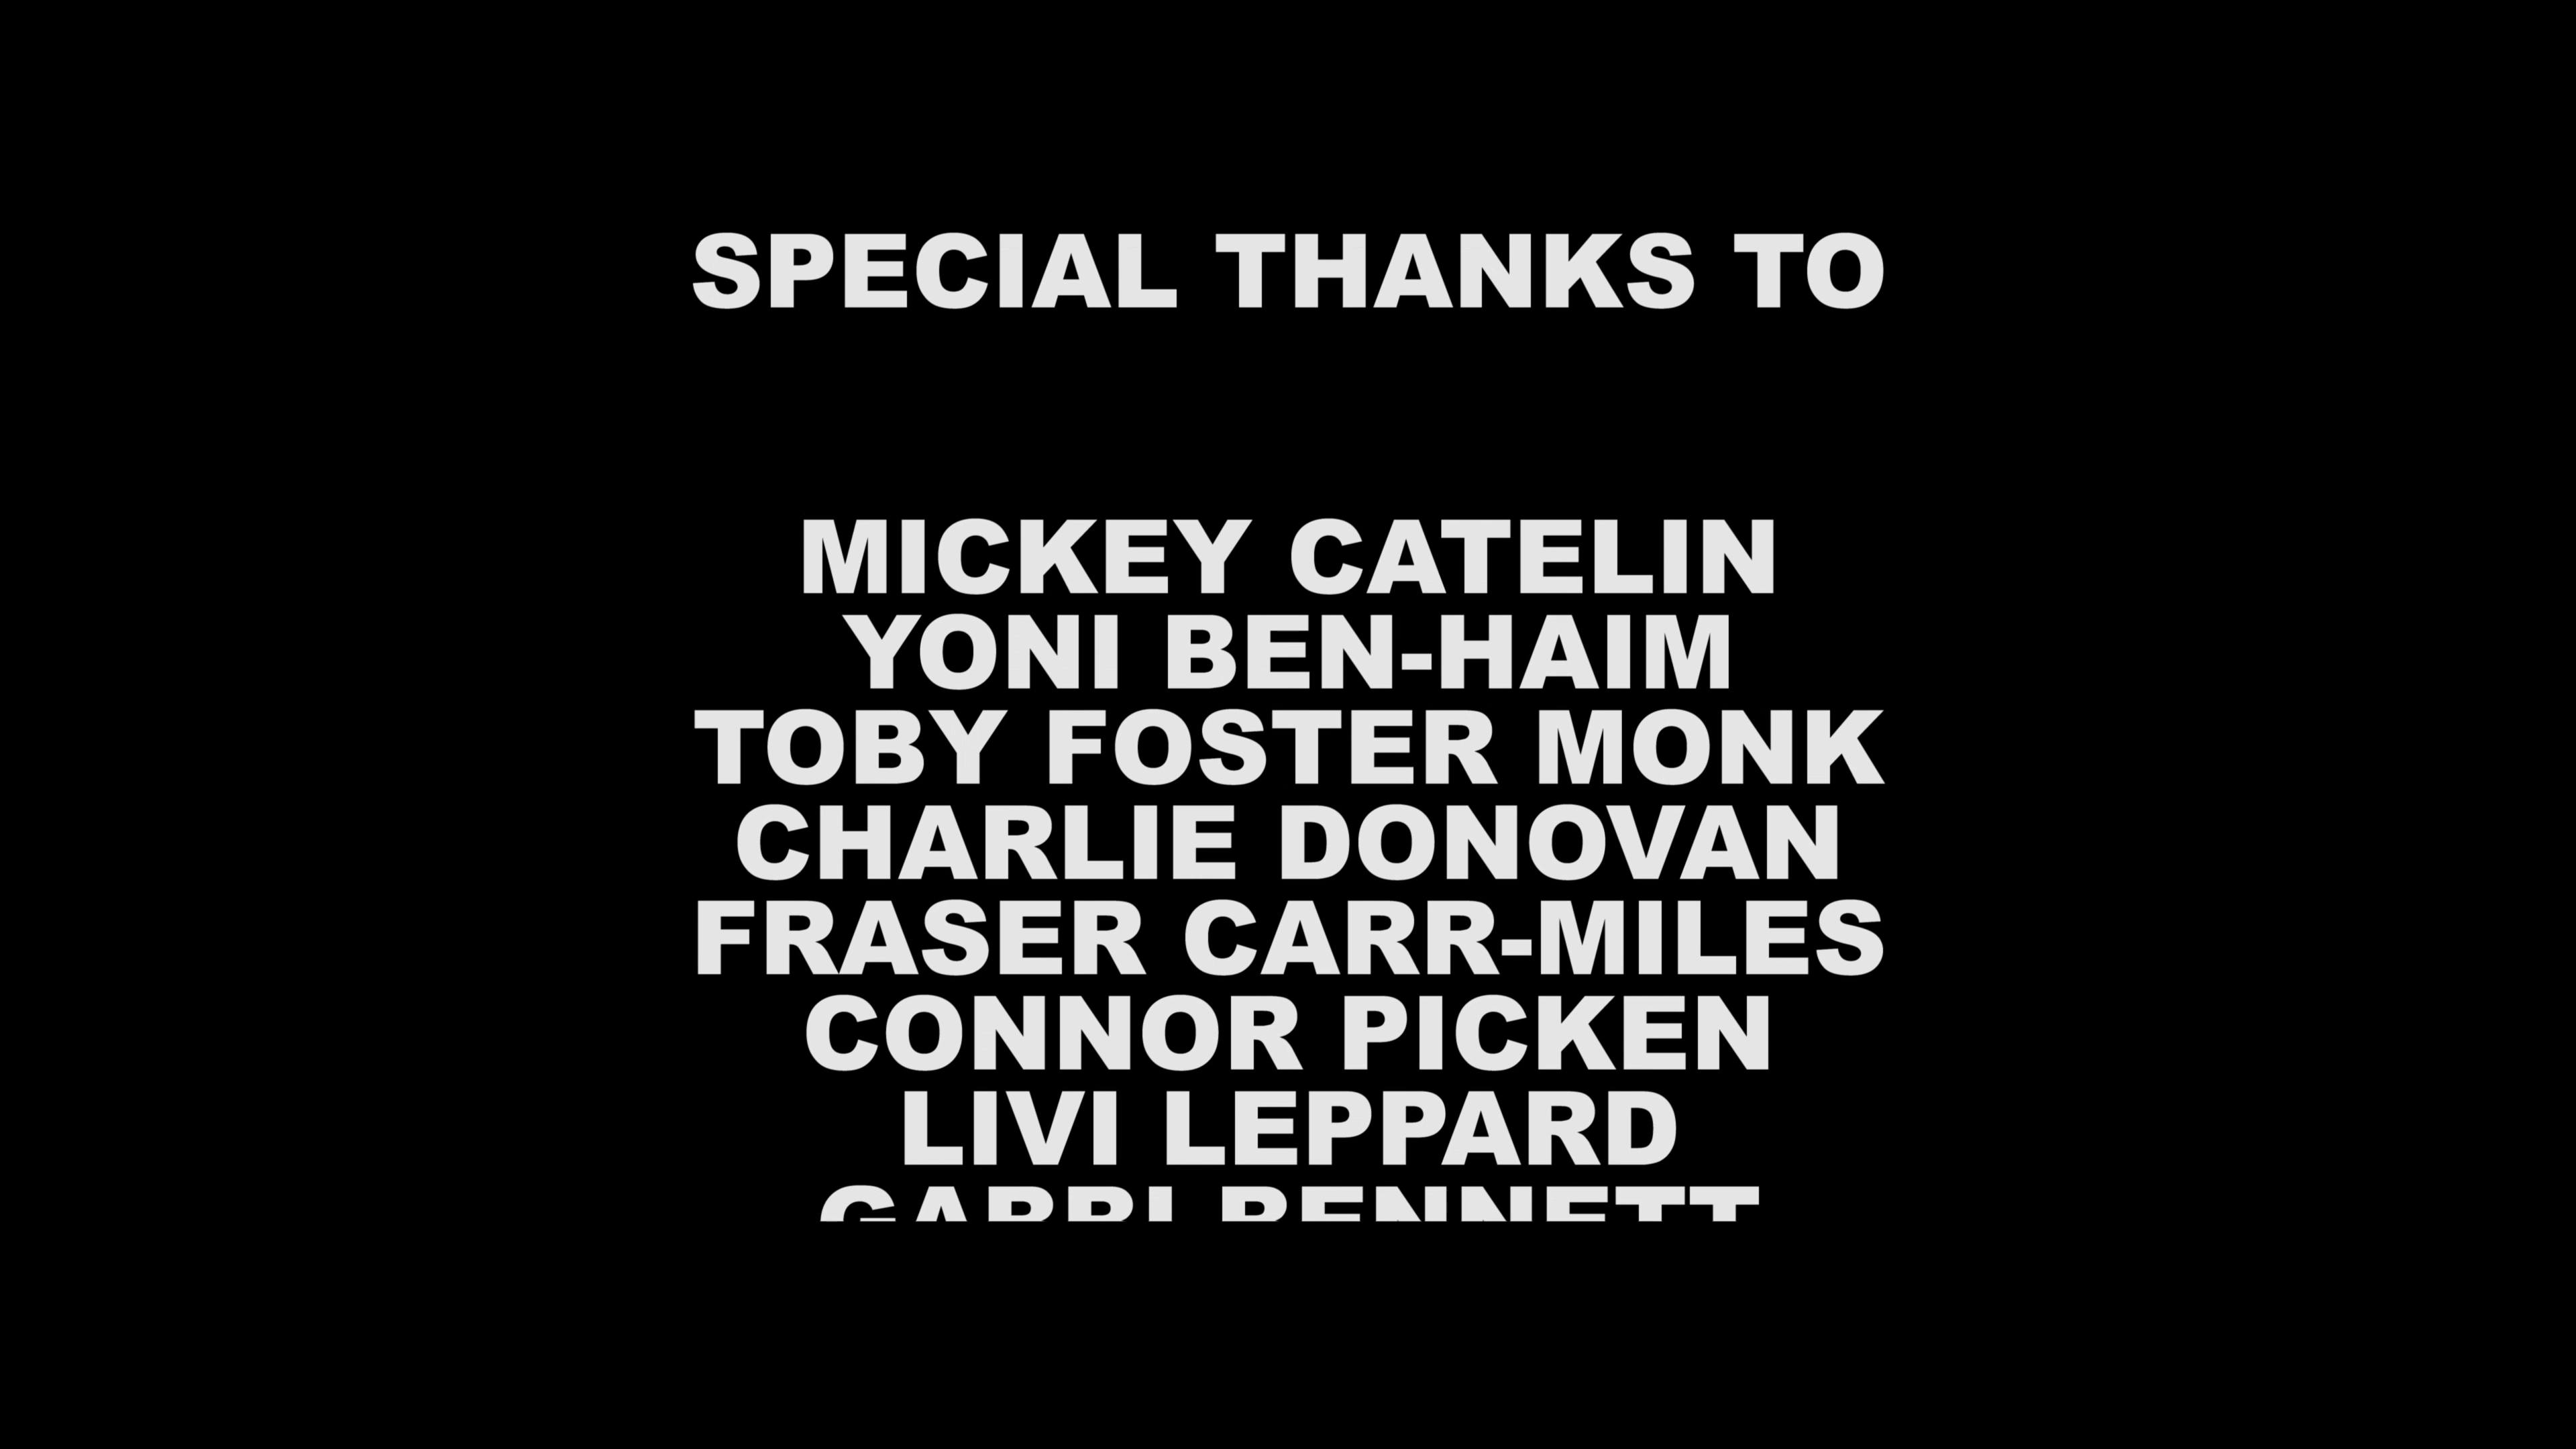 SPECIAL THANKS TO
MICKEY CATELIN
YONI BEN-HAIM
TOBY FOSTER MONK
CHARLIE DONOVAN
FRASER CARR-MILES
CONNOR PICKEN
LIVI LEPPARD
BENNETT